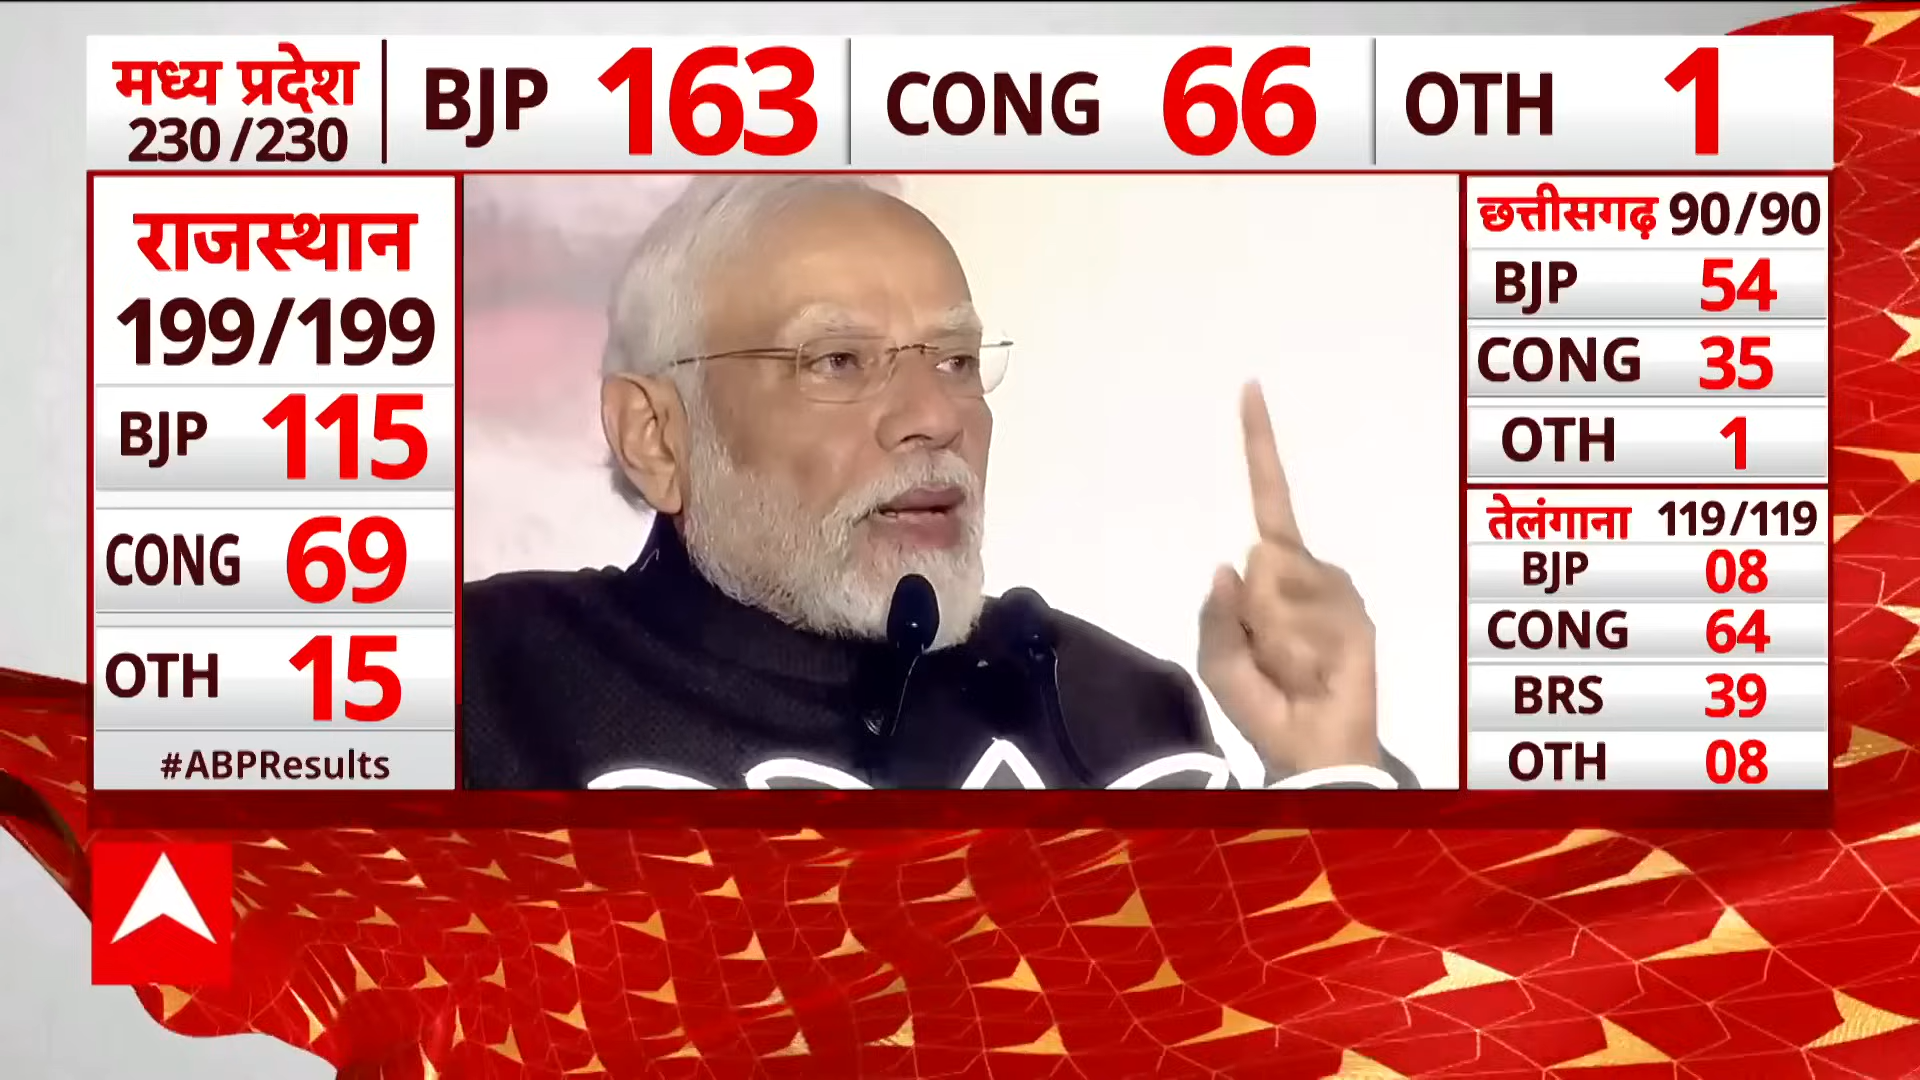 मध्य प्रदेश
230/230
BJP 163
CONG 66
OTH 1
राजस्थान
199/199
BJP 115
CONG 69
OTH 15
#ABPResults
छत्तीसगढ़ 90/90
BJP 54
CONG 35
OTH 1
तेलंगाना 119/119
BJP 08
CONG 64
BRS 39
OTH 08